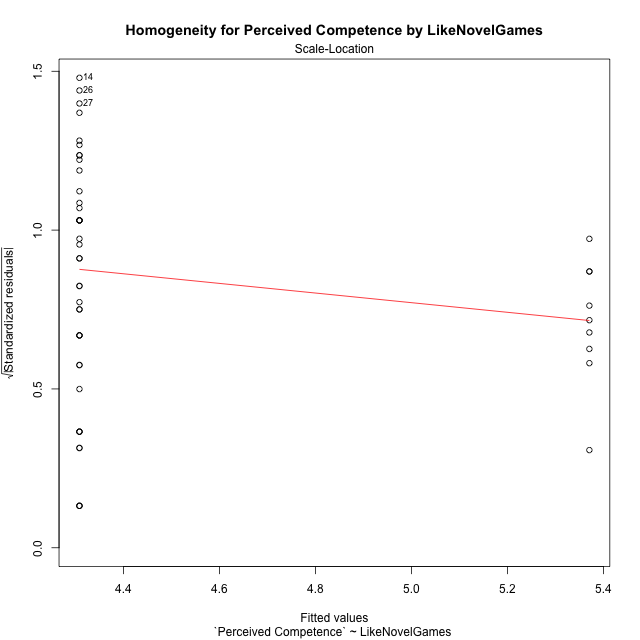 Homogeneity for Perceived Competence by LikeNovelGames
Scale-Location
√|Standardized residuals|
1.5
1.0
0.5
0.0
14
26
27
4.4 4.6 4.8 5.0 5.2 5.4
Fitted values
`Perceived Competence` ~ LikeNovelGames